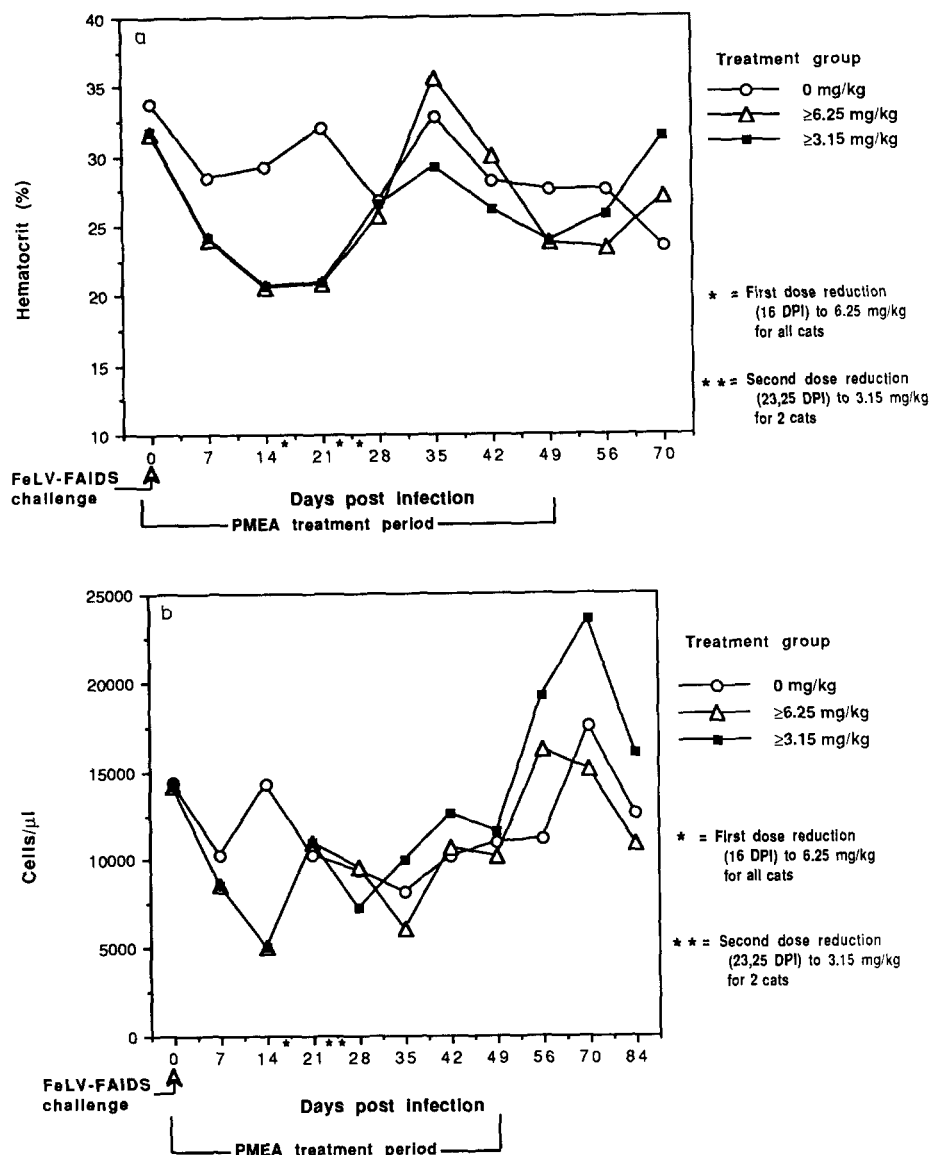 a
40
35
30
25
20
15
10
Hematocrit (%)
0 7 14 * 21 * * 28 35 42 49 56 70
FeLV-FAIDS
challenge
Days post infection
PMEA treatment period
Treatment group
0 mg/kg
≥6.25 mg/kg
≥3.15 mg/kg
* = First dose reduction
(16 DPI) to 6.25 mg/kg
for all cats
* * = Second dose reduction
(23,25 DPI) to 3.15 mg/kg
for 2 cats
b
25000
20000
15000
10000
5000
0
Cells/µl
0 7 14 * 21 * * 28 35 42 49 56 70 84
FeLV-FAIDS
challenge
Days post infection
PMEA treatment period
Treatment group
0 mg/kg
≥6.25 mg/kg
≥3.15 mg/kg
* = First dose reduction
(16 DPI) to 6.25 mg/kg
for all cats
* * = Second dose reduction
(23,25 DPI) to 3.15 mg/kg
for 2 cats